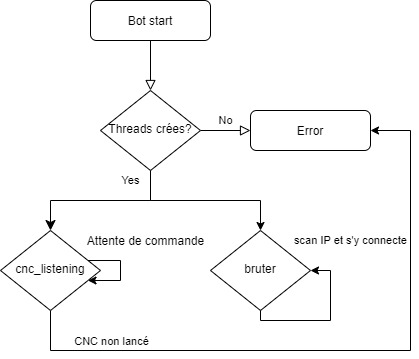 Bot start
Threads crées?
No
Error
Yes
Attente de commande
scan IP et s'y connecte
cnc_listening
bruter
CNC non lancé